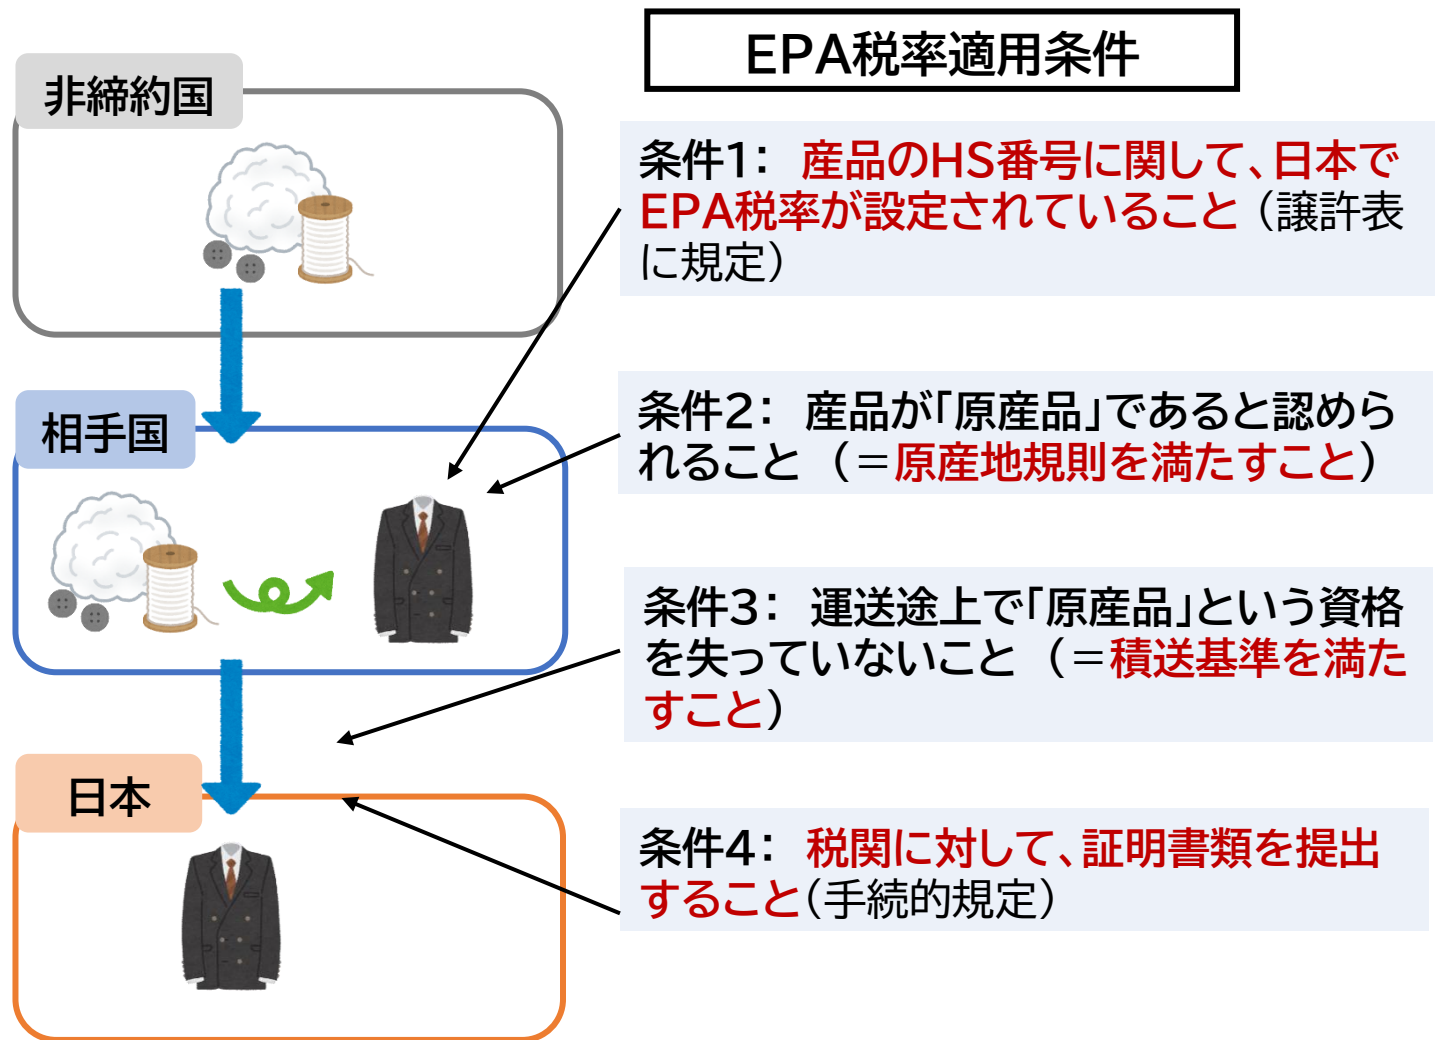 EPA税率適用条件
非締約国
条件1： 産品のHS番号に関して、日本で
EPA税率が設定されていること（譲許表
に規定）
相手国
条件2： 産品が「原産品」であると認めら
れること （＝原産地規則を満たすこと）
条件3： 運送途上で「原産品」という資格
を失っていないこと （＝積送基準を満た
すこと）
日本
条件4： 税関に対して、証明書類を提出
すること（手続的規定）